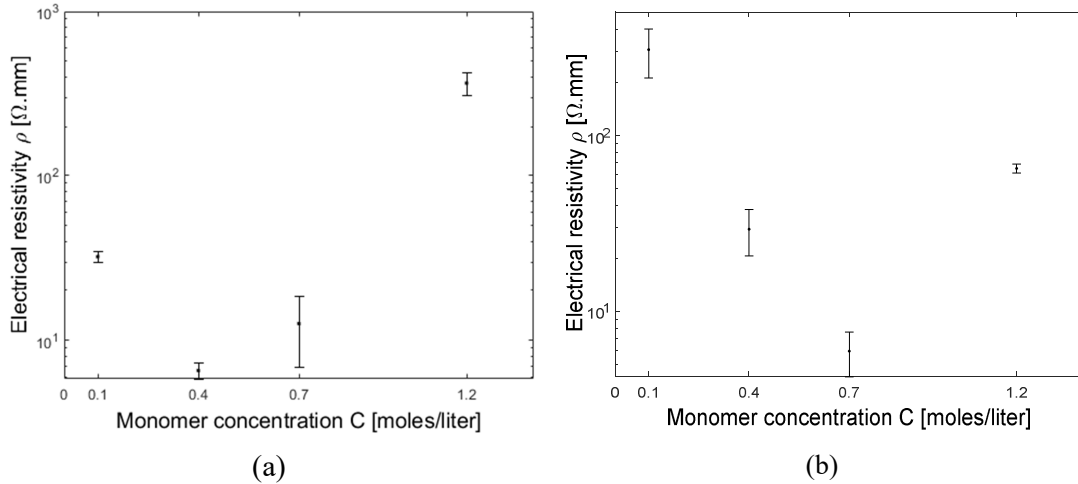 10³
10²
10¹
Electrical resistivity ρ [Ω.mm]
0 0.1 0.4 0.7 1.2
Monomer concentration C [moles/liter]
(a)
10²
10¹
Electrical resistivity ρ [Ω.mm]
0 0.1 0.4 0.7 1.2
Monomer concentration C [moles/liter]
(b)